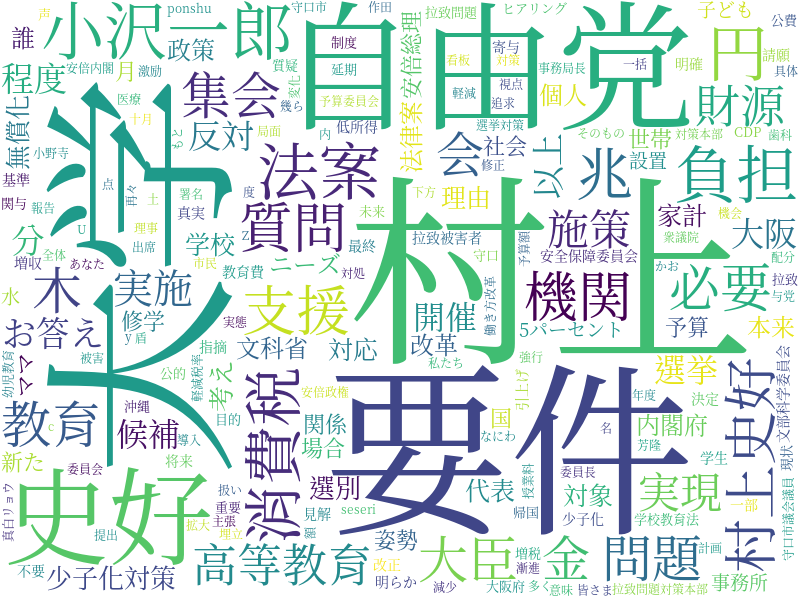 小沢一郎
自由党
大学
村上
要件
史好
村上史好
消費税
法案
質問
集会
財源
負担
円
兆
機関
必要
支援
施策
教育
実施
高等教育
大臣
金
問題
実現
少子化対策
木
会
反対
政策
程度
無償化
誰
月
制度
延期
激励
安倍内閣
ponshu
守口市
作田
声
拉致問題
ヒアリング
子ども
公費
請願
具体
明確
一括
事務局長
寄与
対策
視点
追求
看板
軽減
個人
安倍総理
法律案
予算委員会
質疑
変化
幾ら
医療
十月
小野寺
もと
局面
内
低所得
選挙対策
修正
社会
以上
そのもの
対策本部
CDP
歯科
世帯
設置
基準
関与
報告
点
再々
土
署名
真実
度
理事
出席
学校
市民
教育費
全体
増収
あなた
分
水
お答え
修学
ニーズ
最終
未来
対処
下方
理由
拉致被害者
守口
家計
機会
衆議院
大阪
配分
拉致
与党
安全保障委員会
予算額
かお
開催
働き方改革
5パーセント
予算
本来
改革
対応
文科省
指摘
考え
実態
盾
y
U
Z
c
被害
公的
軽減税率
幼児教育
ママ
私たち
強行
引上げ
選挙
年度
決定
文部科学委員会
現状
内閣府
国
安倍政権
目的
沖縄
導入
候補
関係
場合
なにわ
名
芳隆
委員長
授業料
学生
新た
委員会
将来
扱い
重要
主張
選別
見解
代表
seseri
対象
帰国
少子化
学校教育法
一部
守口市議会議員
真白リョウ
拡大
埋立
額
提出
不要
姿勢
改正
明らか
減少
増税
漸進
大阪府
多く
意味
皆さま
計画
拉致問題対策本部
事務所